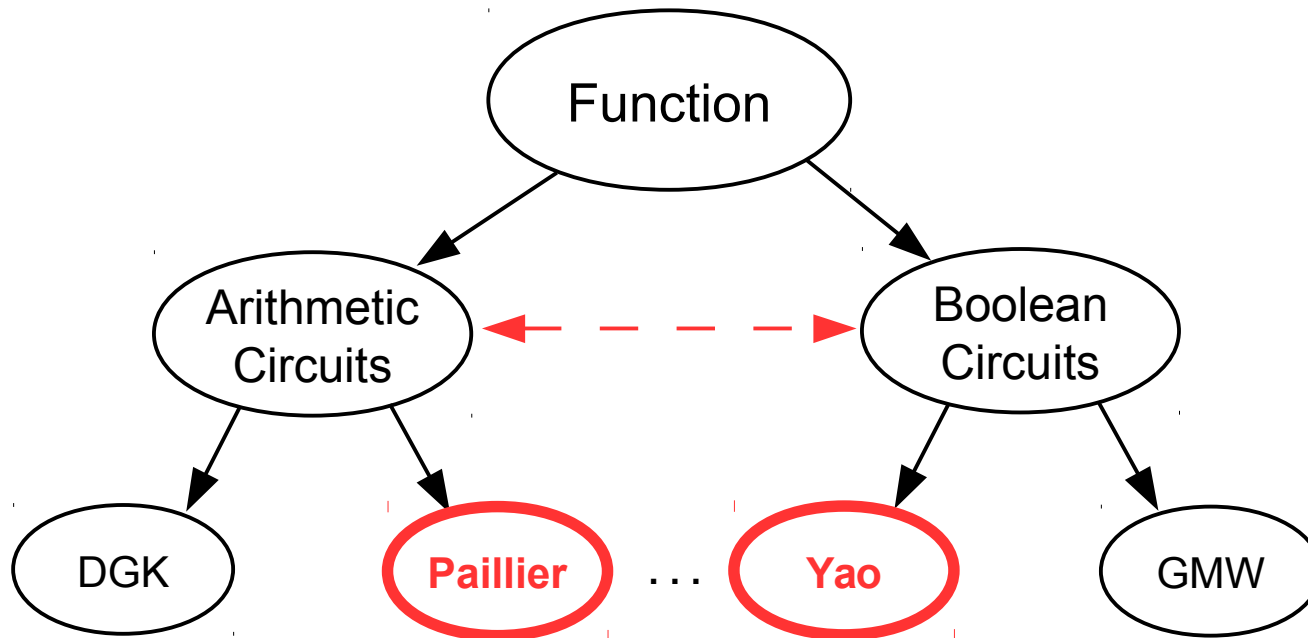 Function
Arithmetic
Circuits
Boolean
Circuits
DGK
Paillier
...
Yao
GMW